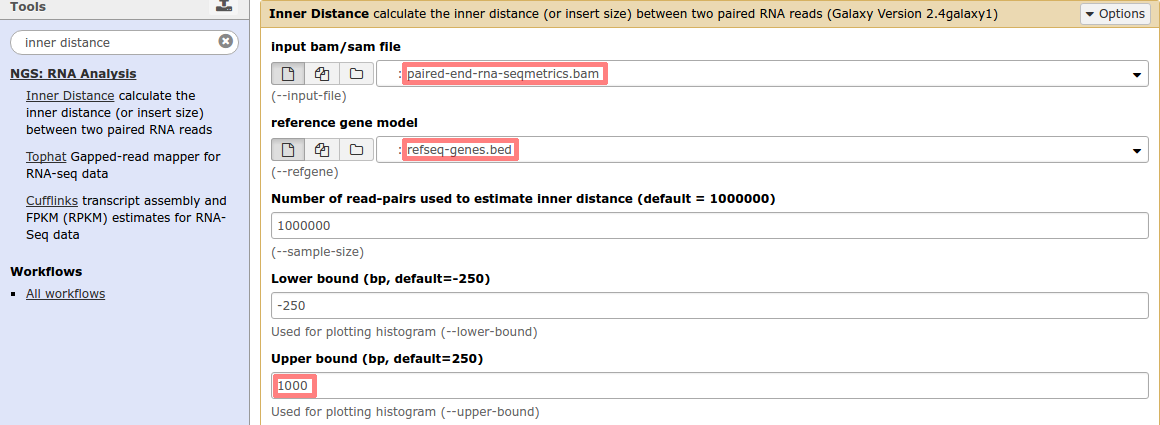 Tools
inner distance
NGS: RNA Analysis
Inner Distance calculate the
inner distance (or insert size)
between two paired RNA reads
Tophat Gapped-read mapper for
RNA-seq data
Cufflinks transcript assembly and
FPKM (RPKM) estimates for RNA-
Seq data
Workflows
All workflows
Inner Distance calculate the inner distance (or insert size) between two paired RNA reads (Galaxy Version 2.4galaxy1)
Options
input bam/sam file
: paired-end-rna-seqmetrics.bam
(--input-file)
reference gene model
: refseq-genes.bed
(--refgene)
Number of read-pairs used to estimate inner distance (default = 1000000)
1000000
(--sample-size)
Lower bound (bp, default=-250)
-250
Used for plotting histogram (--lower-bound)
Upper bound (bp, default=250)
1000
Used for plotting histogram (--upper-bound)